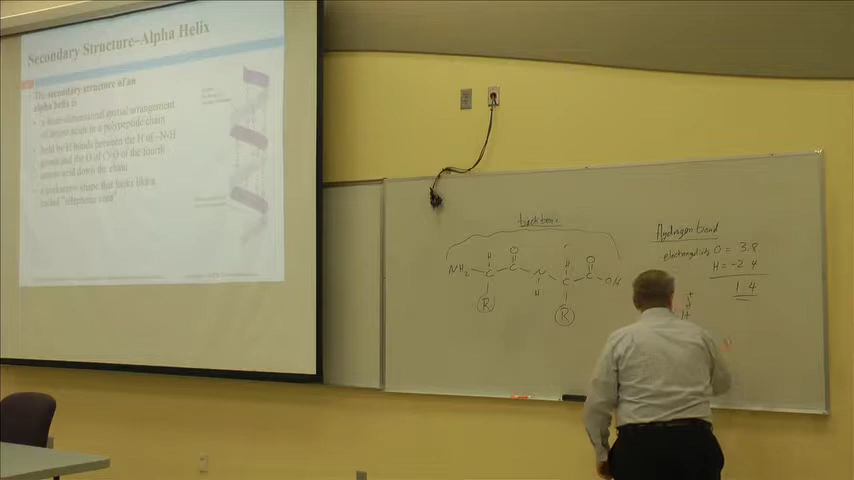 Secondary Structure–Alpha Helix
The secondary structure of an
alpha helix is
a three-dimensional spatial arrangement
of amino acids in a polypeptide chain
held by H bonds between the H of –N-H
group and the O of C=O of the fourth
amino acid down the chain
a corkscrew shape that looks like a
coiled "telephone cord"
backbone
NH2 H O H O
C C N C C OH
H
R R
Hydrogen bond
electronegativity O = 3.8
H = -2.4
1.4
δ+
H